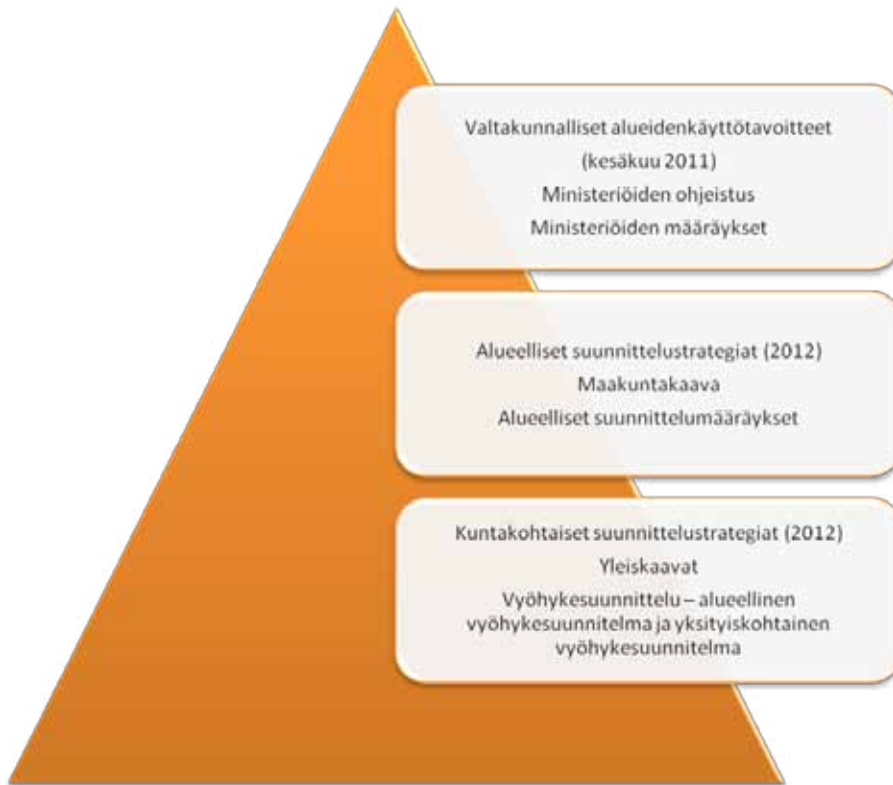 Valtakunnalliset alueidenkäyttötavoitteet
(kesäkuu 2011)
Ministeriöiden ohjeistus
Ministeriöiden määräykset
Alueelliset suunnittelustrategiat (2012)
Maakuntakaava
Alueelliset suunnittelumääräykset
Kuntakohtaiset suunnittelustrategiat (2012)
Yleiskaavat
Vyöhykesuunnittelu – alueellinen
vyöhykesuunnitelma ja yksityiskohtainen
vyöhykesuunnitelma